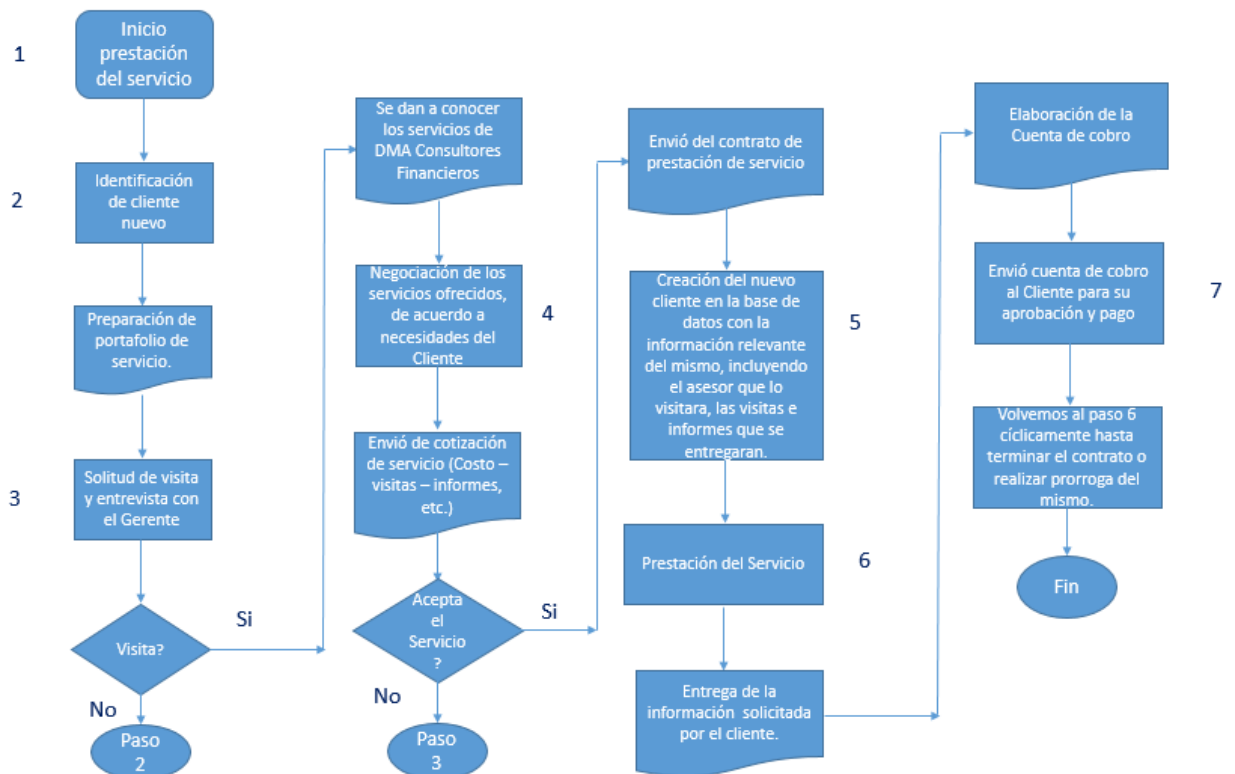 1
Inicio
prestación
del servicio
2
Identificación
de cliente
nuevo
Preparación de
portafolio de
servicio.
3
Solitud de visita
y entrevista con
el Gerente
Visita?
Si
No
Paso
2
Se dan a conocer
los servicios de
DMA Consultores
Financieros
Negociación de los
servicios ofrecidos,
de acuerdo a
necesidades del
Cliente
4
Envió de cotización
de servicio (Costo –
visitas – informes,
etc.)
Acepta
el
Servicio
?
Si
No
Paso
3
Envió del contrato de
prestación de servicio
Creación del nuevo
cliente en la base de
datos con la
información relevante
del mismo, incluyendo
el asesor que lo
visitara, las visitas e
informes que se
entregaran.
5
Prestación del Servicio
6
Entrega de la
información solicitada
por el cliente.
Elaboración de la
Cuenta de cobro
Envió cuenta de cobro
al Cliente para su
aprobación y pago
7
Volvemos al paso 6
cíclicamente hasta
terminar el contrato o
realizar prorroga del
mismo.
Fin